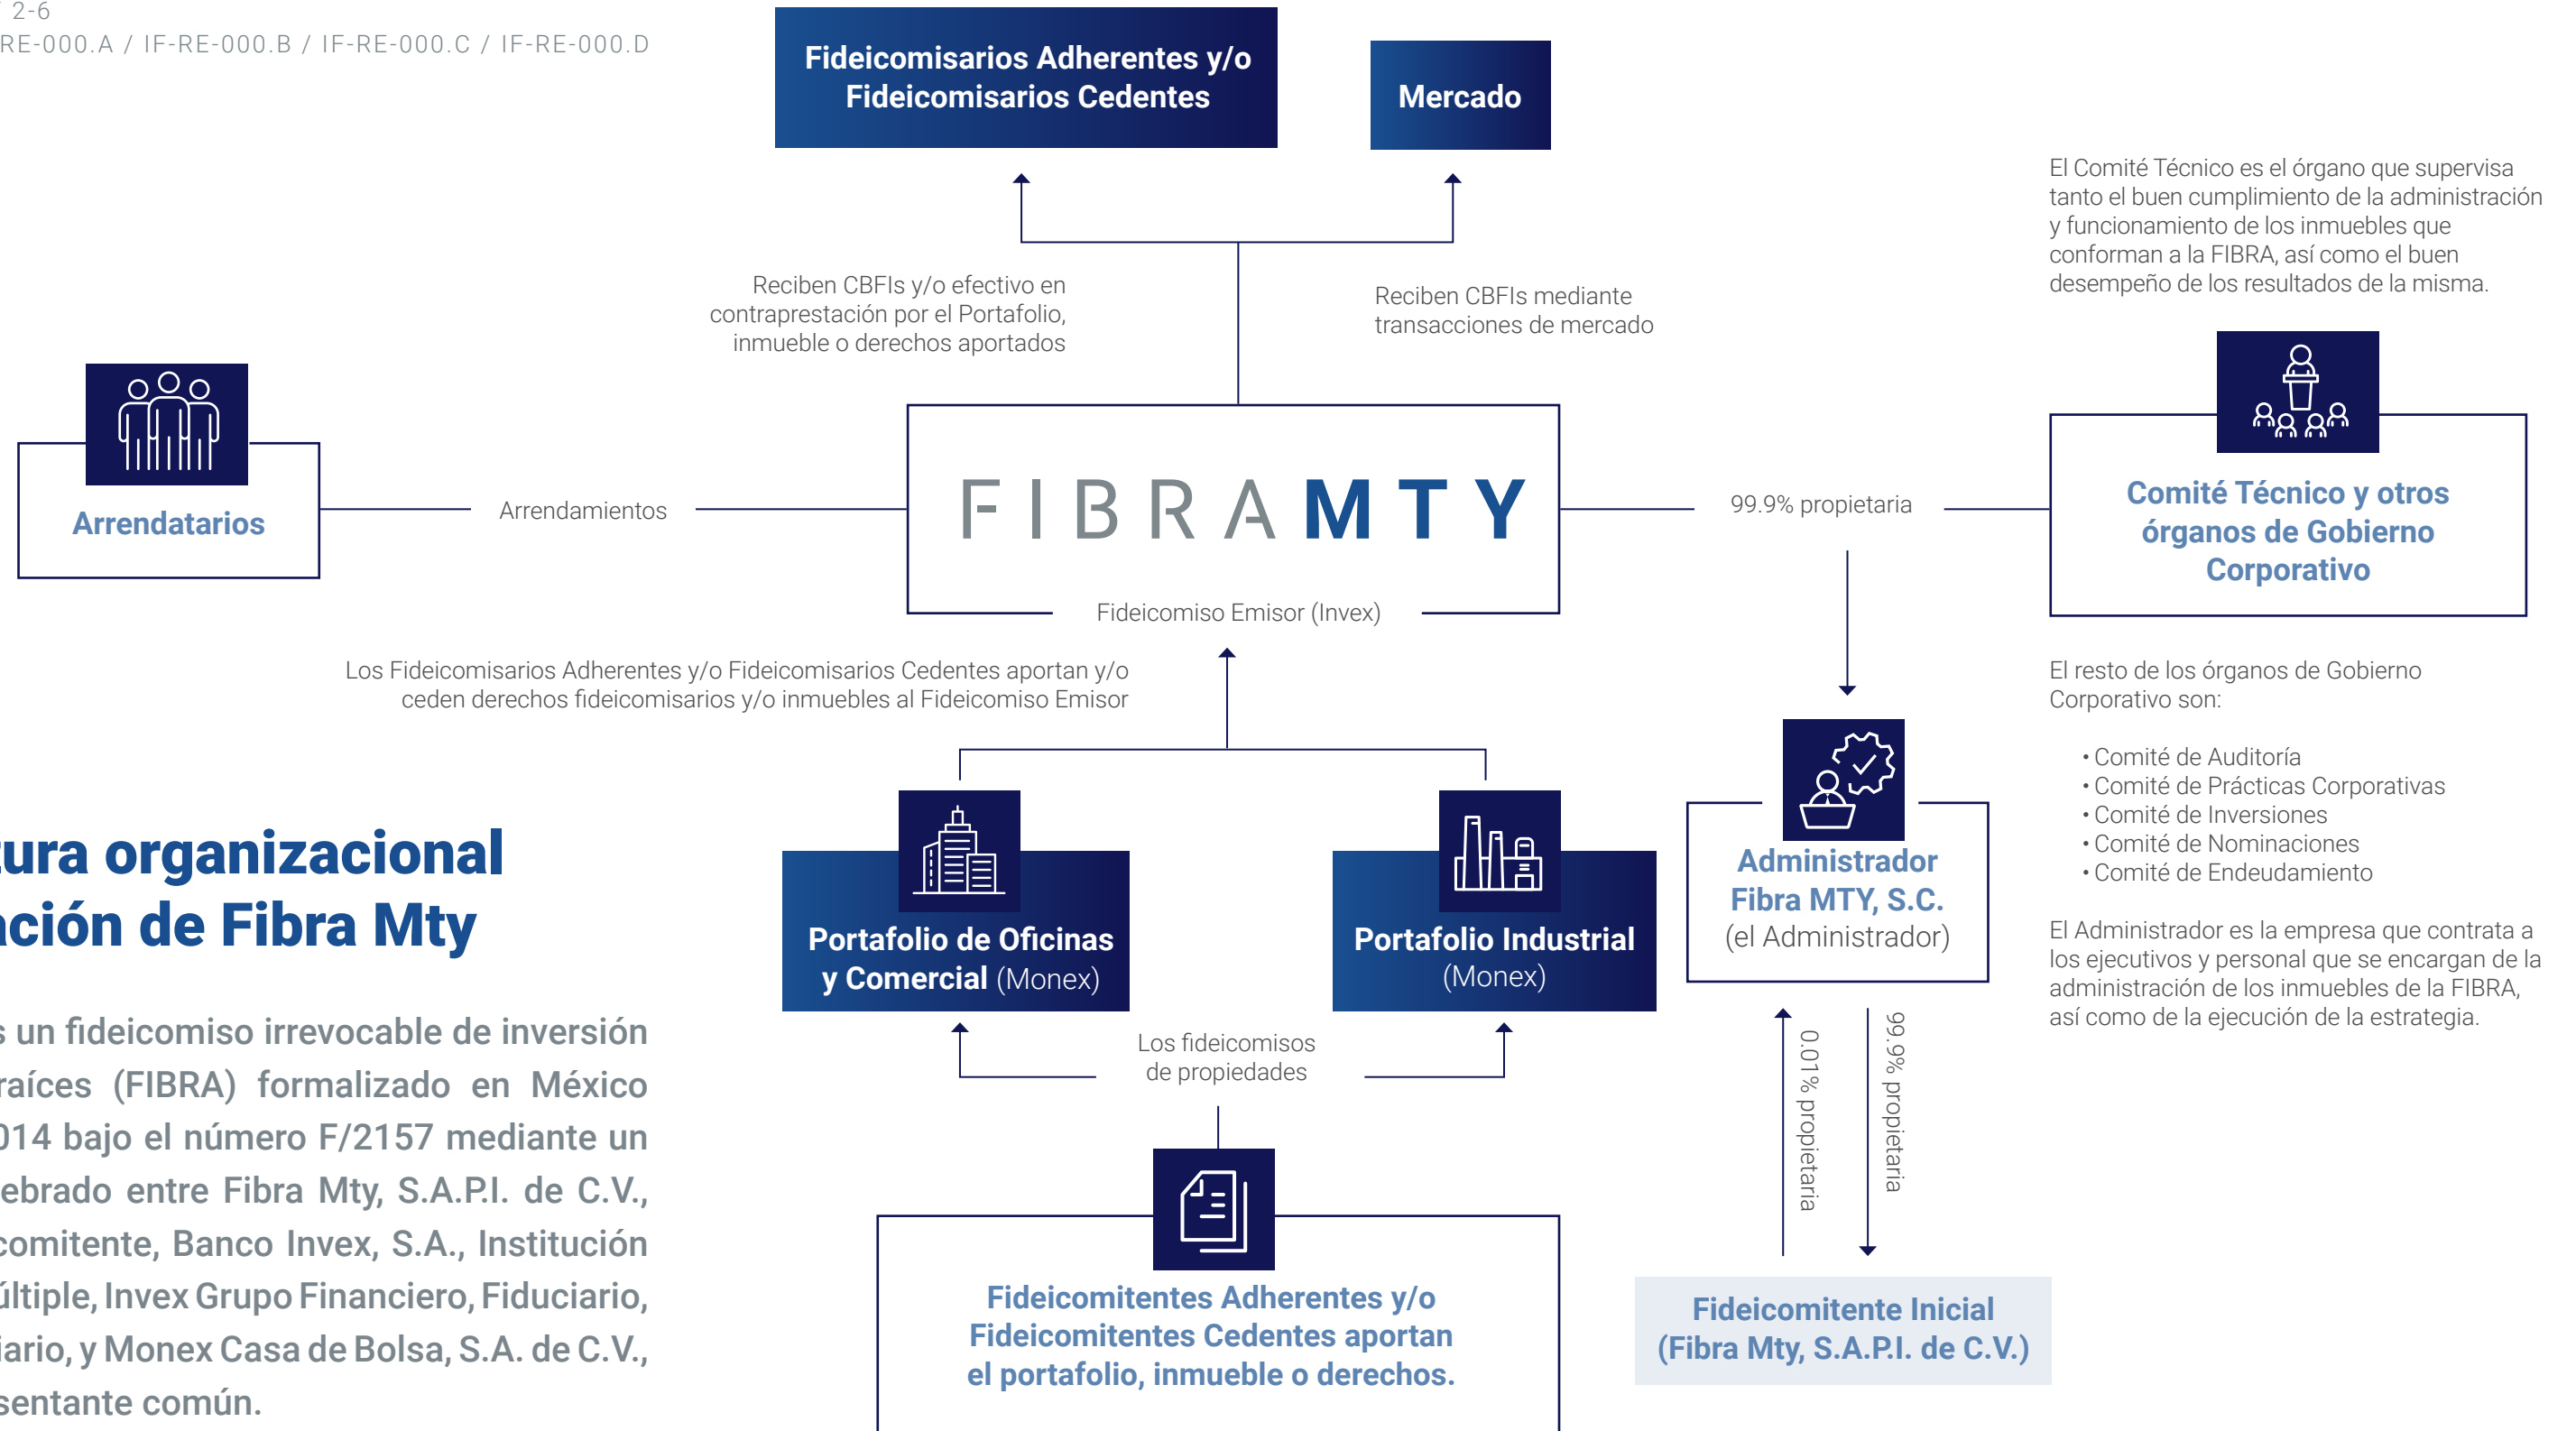 2-6
RE-000.A / IF-RE-000.B / IF-RE-000.C / IF-RE-000.D
Fideicomisarios Adherentes y/o
Fideicomisarios Cedentes
Mercado
Reciben CBFIs y/o efectivo en
contraprestación por el Portafolio,
inmueble o derechos aportados
Reciben CBFIs mediante
transacciones de mercado
El Comité Técnico es el órgano que supervisa
tanto el buen cumplimiento de la administración
y funcionamiento de los inmuebles que
conforman a la FIBRA, así como el buen
desempeño de los resultados de la misma.
Arrendatarios
Arrendamientos
FIBRAMTY
Fideicomiso Emisor (Invex)
99.9% propietaria
Comité Técnico y otros
órganos de Gobierno
Corporativo
Los Fideicomisarios Adherentes y/o Fideicomisarios Cedentes aportan y/o
ceden derechos fideicomisarios y/o inmuebles al Fideicomiso Emisor
El resto de los órganos de Gobierno
Corporativo son:
• Comité de Auditoría
• Comité de Prácticas Corporativas
• Comité de Inversiones
• Comité de Nominaciones
• Comité de Endeudamiento
El Administrador es la empresa que contrata a
los ejecutivos y personal que se encargan de la
administración de los inmuebles de la FIBRA,
así como de la ejecución de la estrategia.
Portafolio de Oficinas
y Comercial (Monex)
Portafolio Industrial
(Monex)
Administrador
Fibra MTY, S.C.
(el Administrador)
Los fideicomisos
de propiedades
0.01% propietaria
99.9% propietaria
Fideicomitentes Adherentes y/o
Fideicomitentes Cedentes aportan
el portafolio, inmueble o derechos.
Fideicomitente Inicial
(Fibra Mty, S.A.P.I. de C.V.)
tura organizacional
ación de Fibra Mty
s un fideicomiso irrevocable de inversión
raíces (FIBRA) formalizado en México
014 bajo el número F/2157 mediante un
ebrado entre Fibra Mty, S.A.P.I. de C.V.,
comitente, Banco Invex, S.A., Institución
últiple, Invex Grupo Financiero, Fiduciario,
iario, y Monex Casa de Bolsa, S.A. de C.V.,
sentante común.